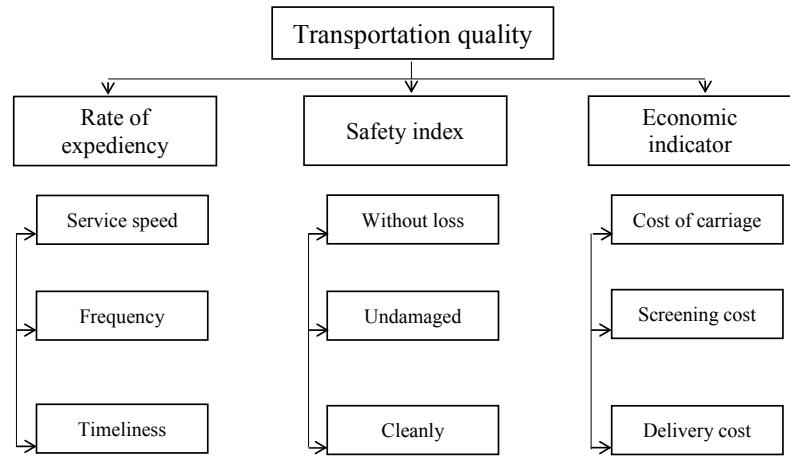 Transportation quality
Rate of
expediency
Safety index
Economic
indicator
Service speed
Without loss
Cost of carriage
Frequency
Undamaged
Screening cost
Timeliness
Cleanly
Delivery cost